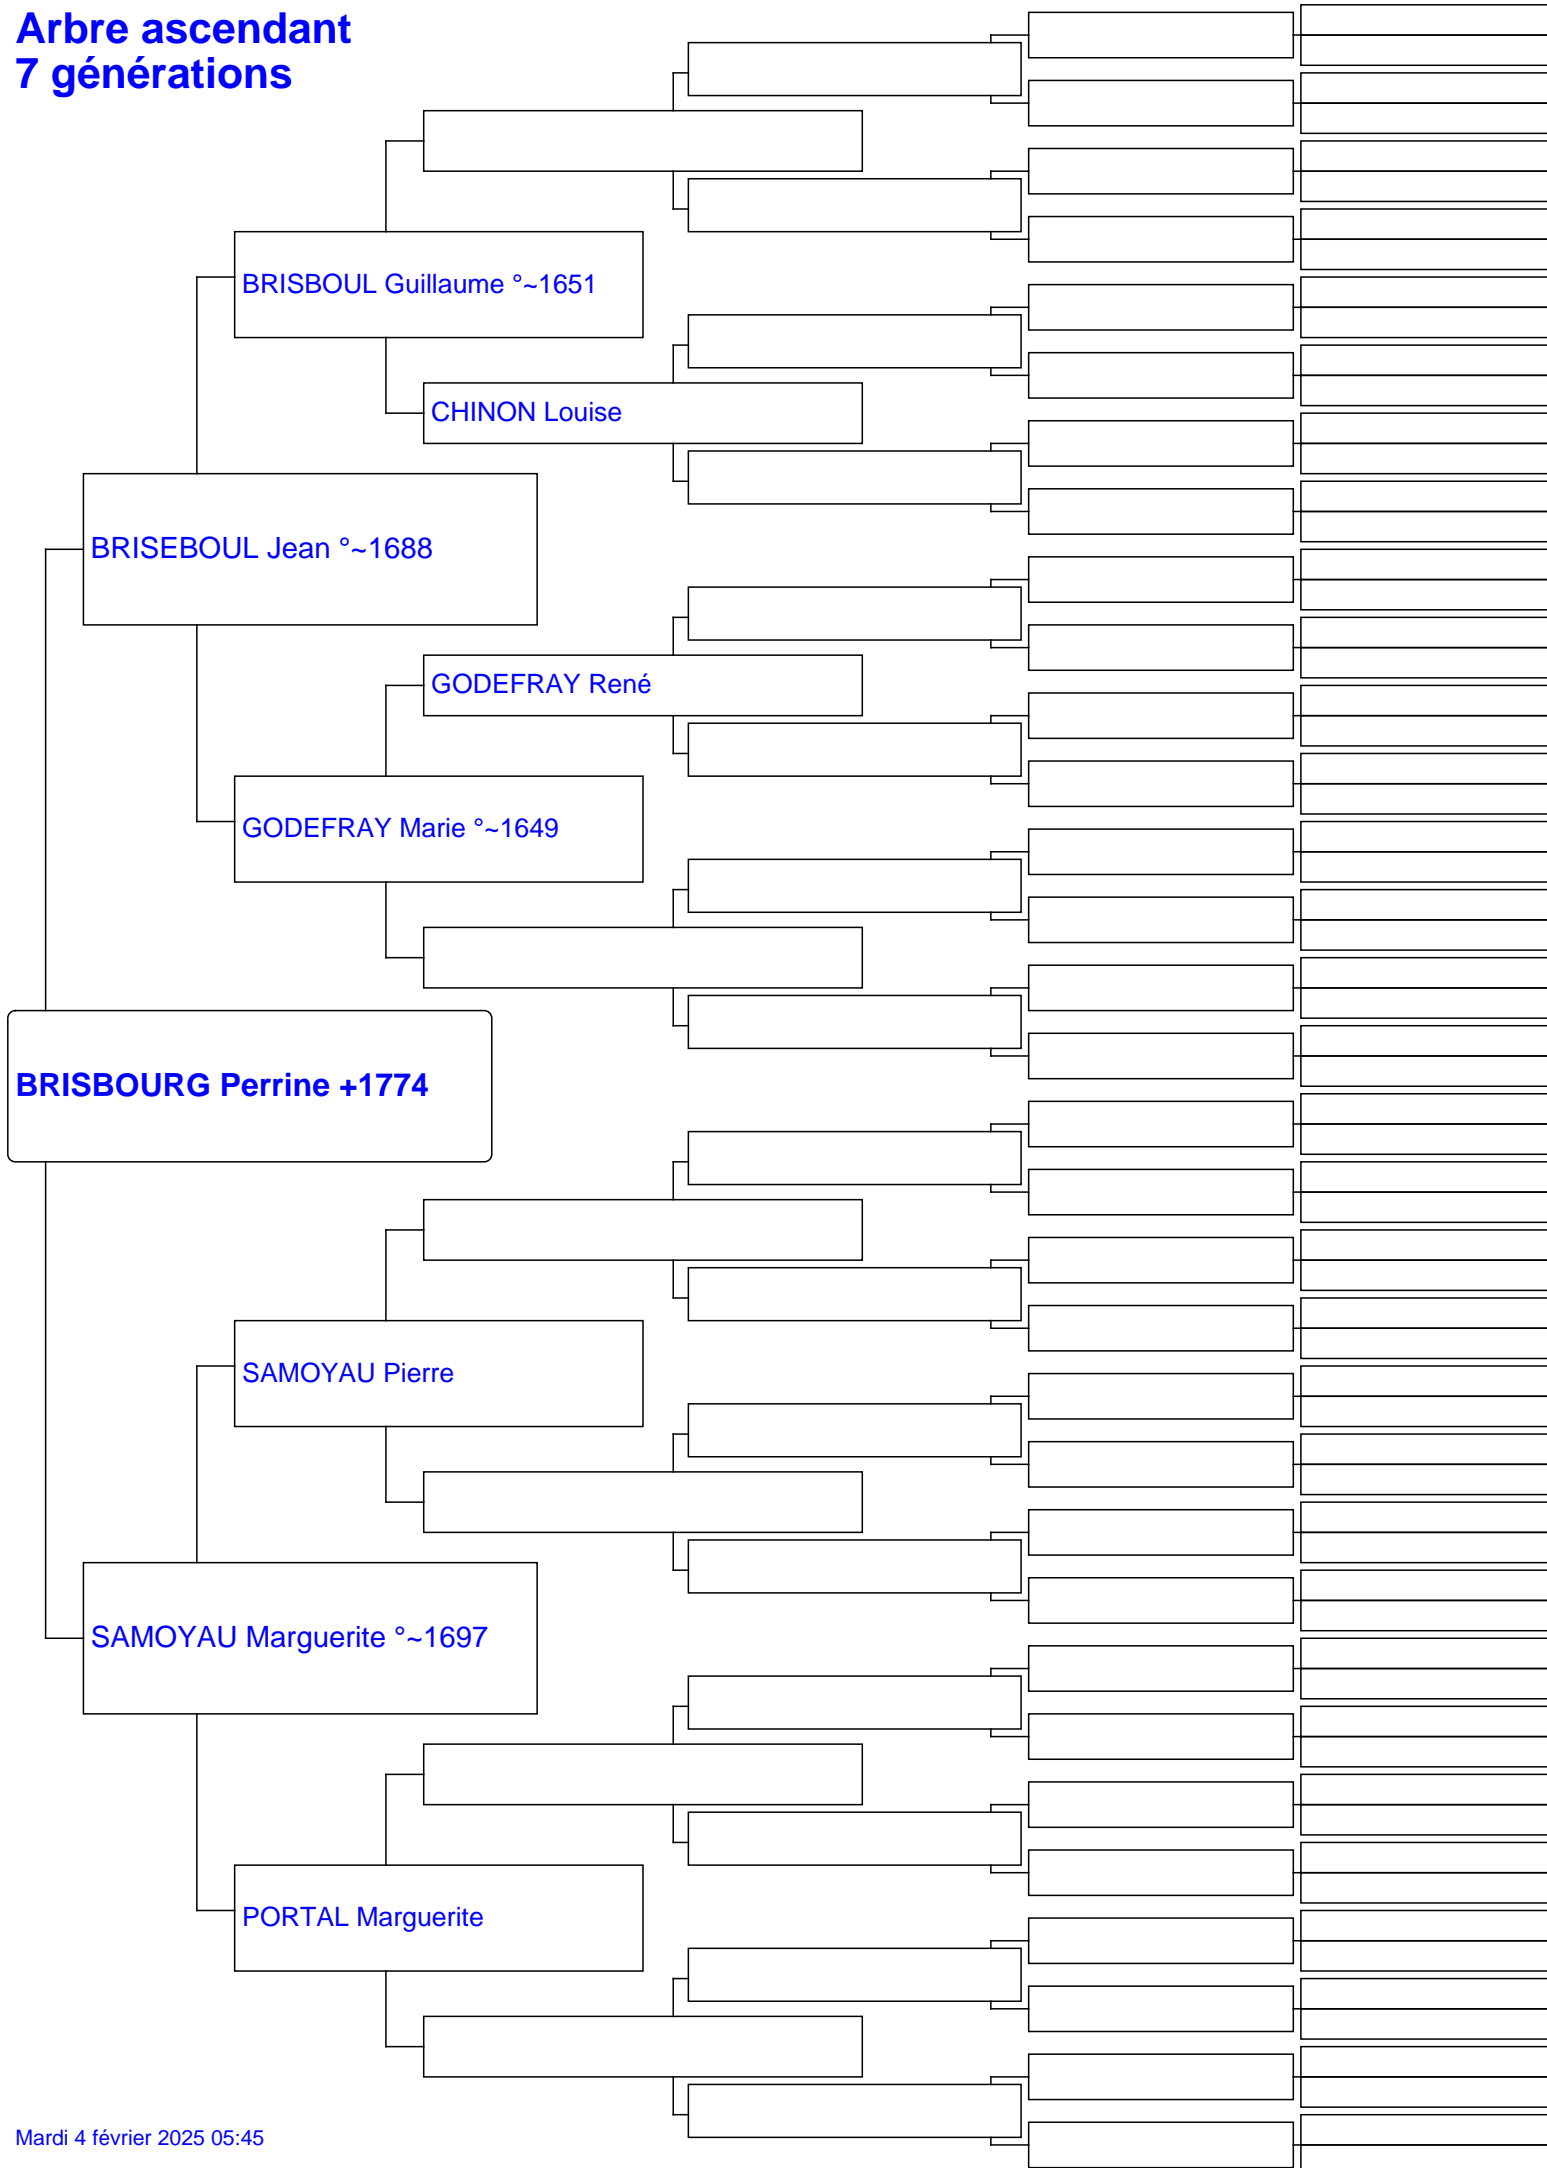 Arbre ascendant
7 générations
BRISBOUL Guillaume °~1651
CHINON Louise
BRISEBOUL Jean °~1688
GODEFRAY René
GODEFRAY Marie °~1649
BRISBOURG Perrine +1774
SAMOYAU Pierre
SAMOYAU Marguerite °~1697
PORTAL Marguerite
Mardi 4 février 2025 05:45